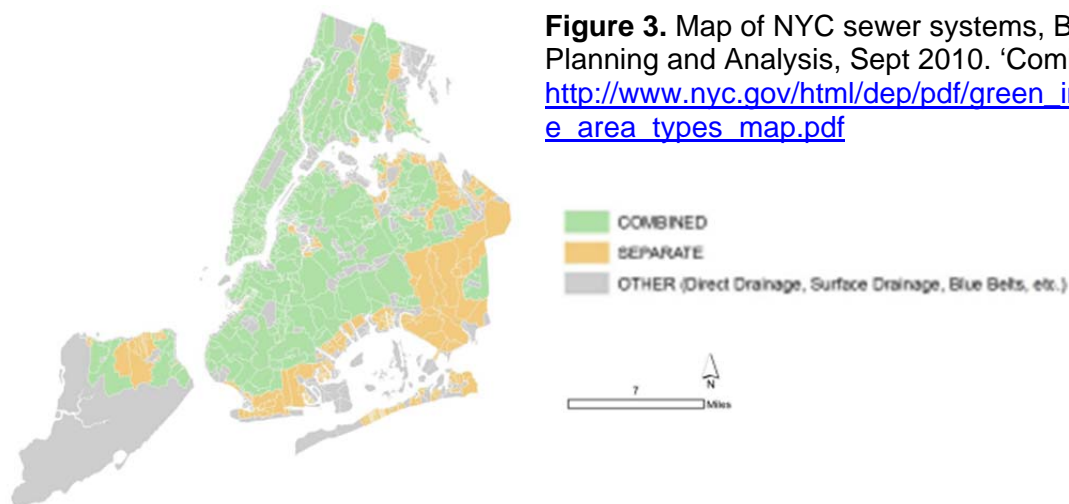 Figure 3. Map of NYC sewer systems, B
Planning and Analysis, Sept 2010. ‘Com
http://www.nyc.gov/html/dep/pdf/green_i
e_area_types_map.pdf
COMBINED
SEPARATE
OTHER (Direct Drainage, Surface Drainage, Blue Belts, etc.)
N
7
Miles